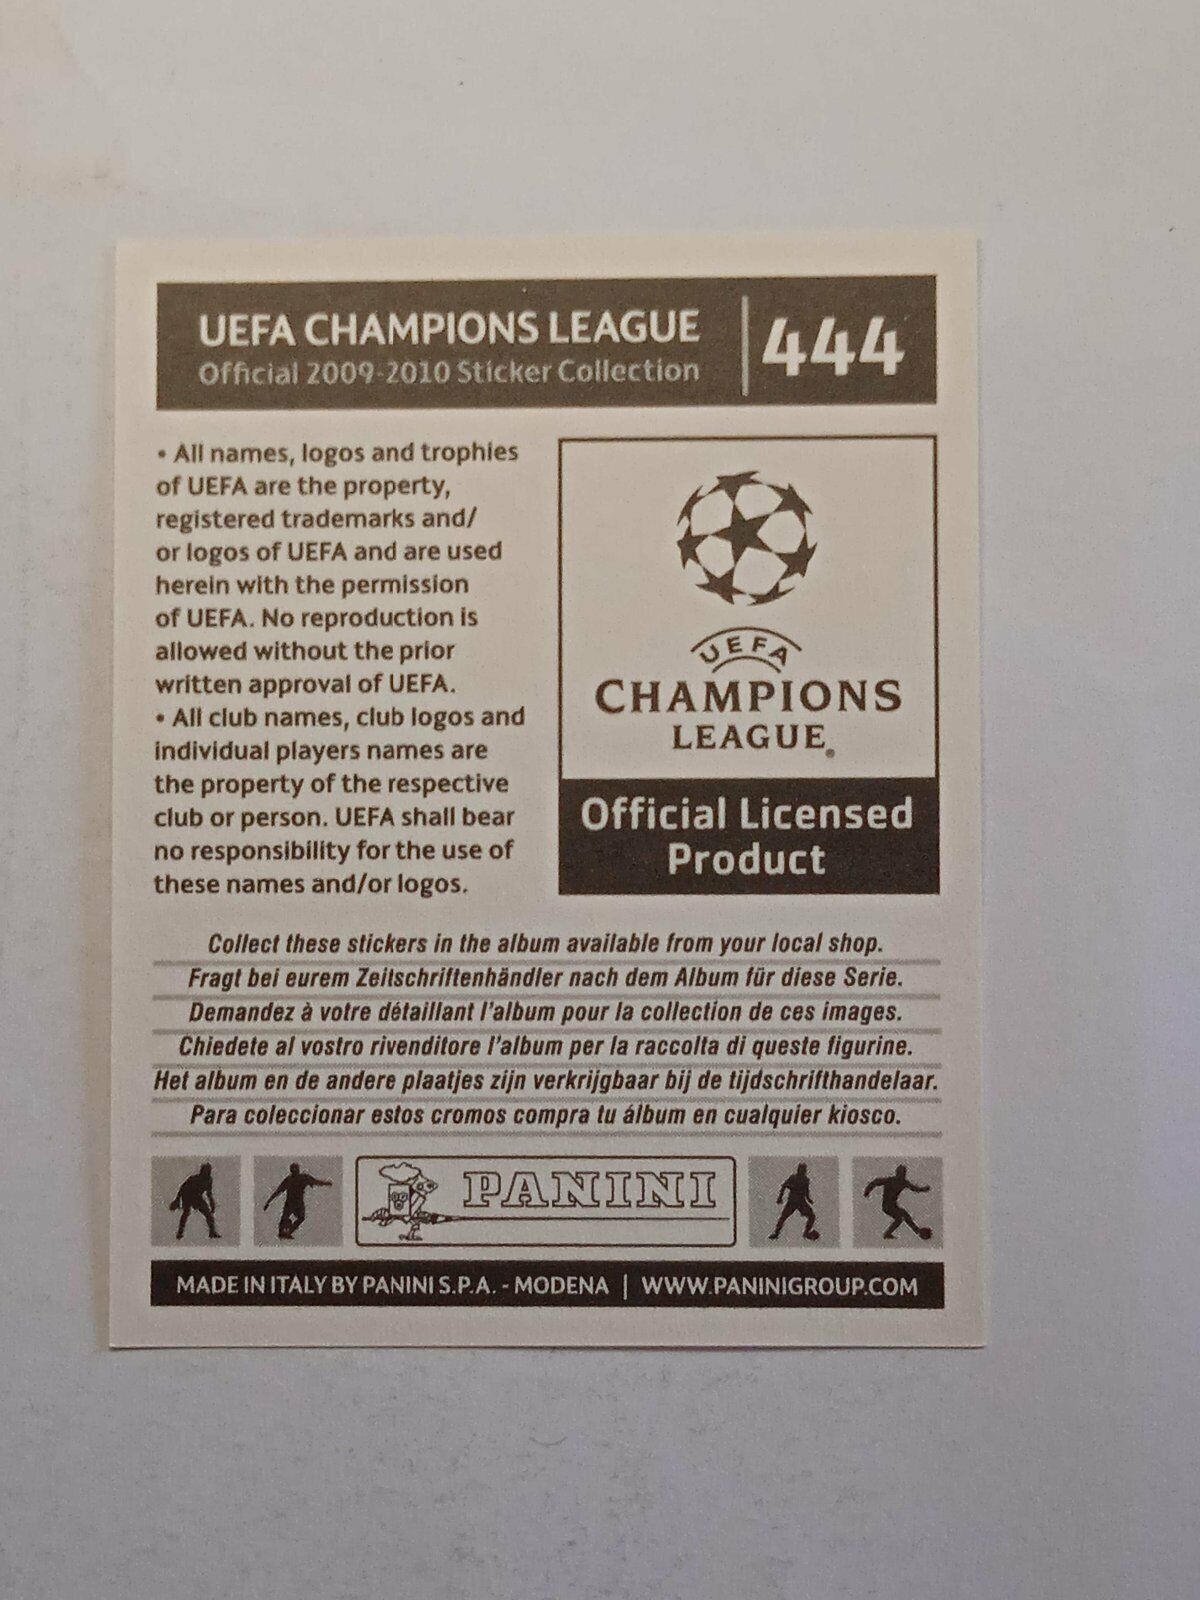 UEFA CHAMPIONS LEAGUE
Official 2009-2010 Sticker Collection
444
• All names, logos and trophies
of UEFA are the property,
registered trademarks and/
or logos of UEFA and are used
herein with the permission
of UEFA. No reproduction is
allowed without the prior
written approval of UEFA.
• All club names, club logos and
individual players names are
the property of the respective
club or person. UEFA shall bear
no responsibility for the use of
these names and/or logos.
UEFA
CHAMPIONS
LEAGUE®
Official Licensed
Product
Collect these stickers in the album available from your local shop.
Fragt bei eurem Zeitschriftenhändler nach dem Album für diese Serie.
Demandez à votre détaillant l'album pour la collection de ces images.
Chiedete al vostro rivenditore l'album per la raccolta di queste figurine.
Het album en de andere plaatjes zijn verkrijgbaar bij de tijdschrifthandelaar.
Para coleccionar estos cromos compra tu álbum en cualquier kiosco.
PANINI
MADE IN ITALY BY PANINI S.P.A. - MODENA | WWW.PANINIGROUP.COM